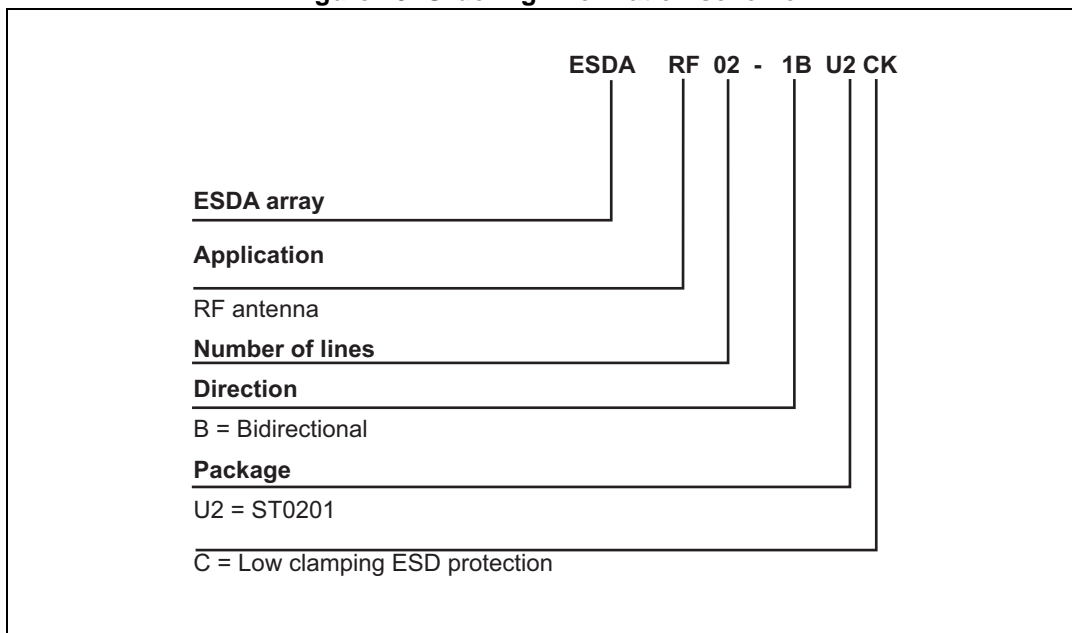 ESDA RF 02 - 1B U2 CK
ESDA array
Application
RF antenna
Number of lines
Direction
B = Bidirectional
Package
U2 = ST0201
C = Low clamping ESD protection